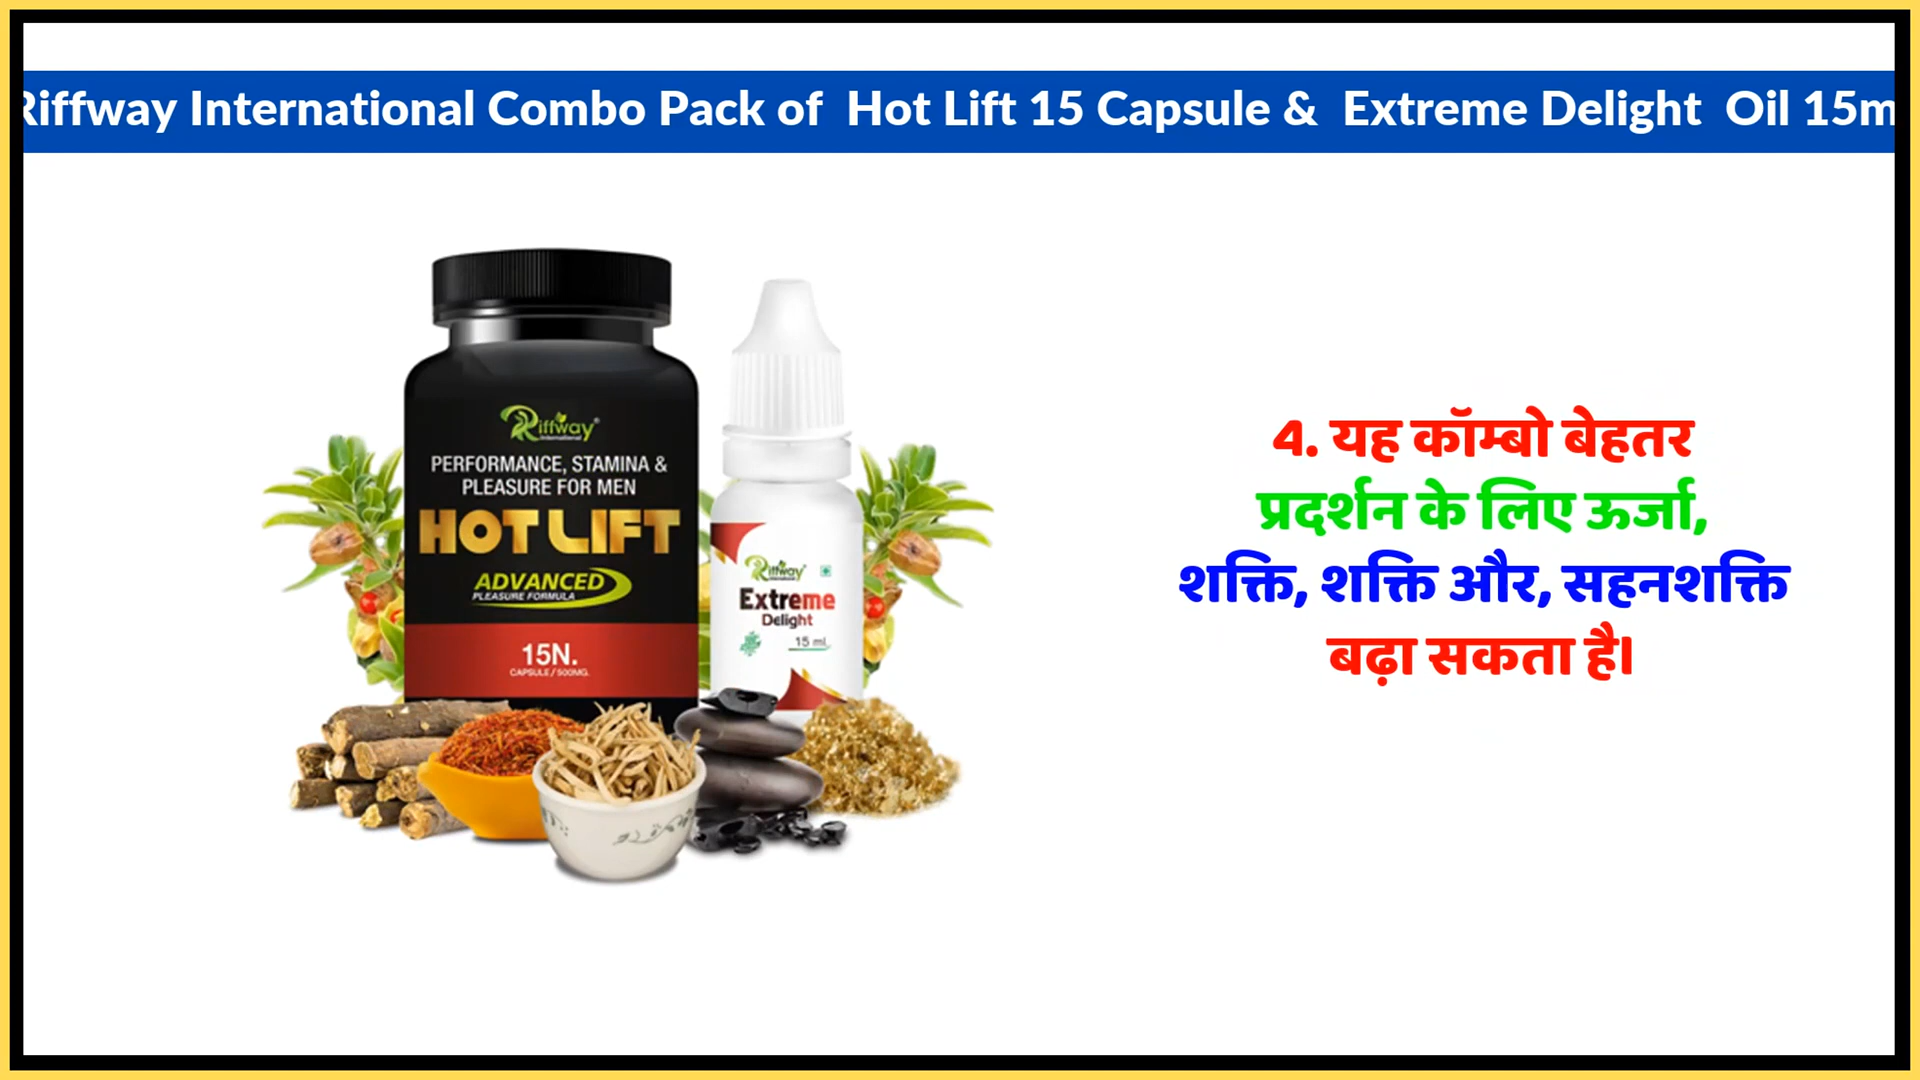 Riffway International Combo Pack of Hot Lift 15 Capsule & Extreme Delight Oil 15m
Riffway®
International
PERFORMANCE, STAMINA &
PLEASURE FOR MEN
HOT LIFT
ADVANCED
PLEASURE FORMULA
15N.
CAPSULE / 500MG.
Riffway®
International
Extreme
Delight
15 ml.
4. यह कॉम्बो बेहतर
प्रदर्शन के लिए ऊर्जा,
शक्ति, शक्ति और, सहनशक्ति
बढ़ा सकता है।